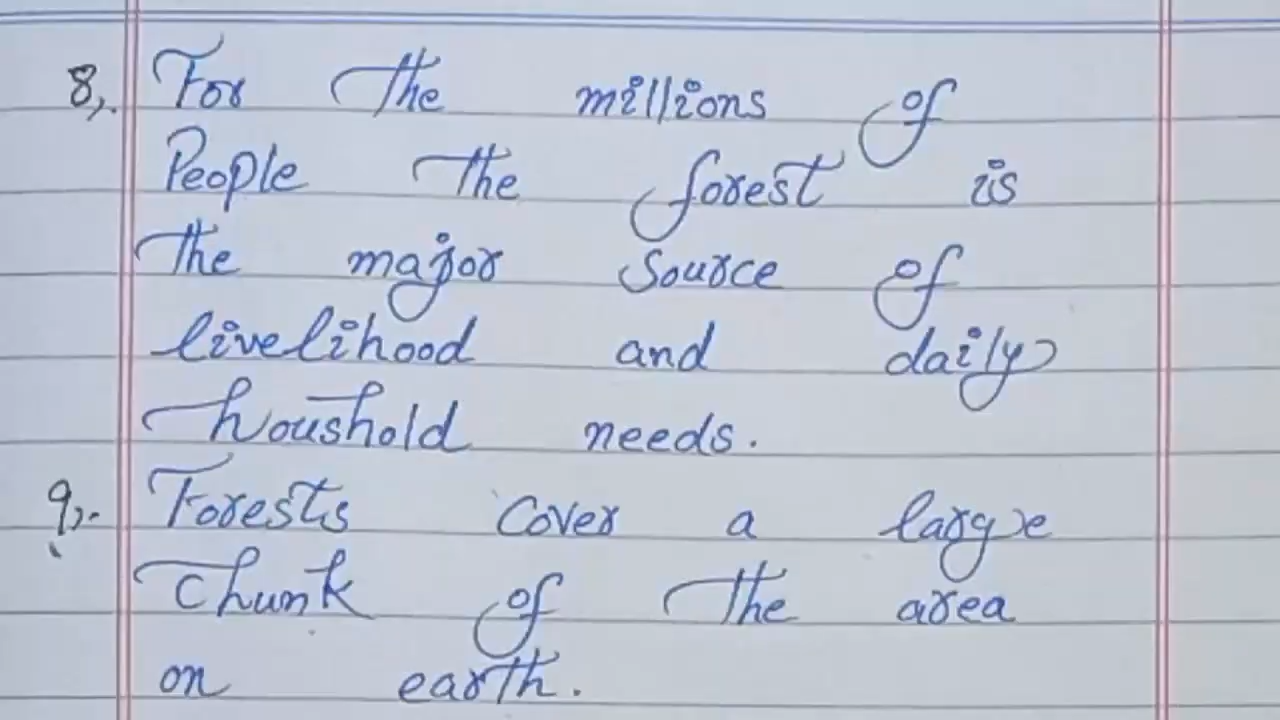 8,. For the millions of
People the forest is
the major source of
livelihood and daily
houshold needs.
9,. Forests cover a large
chunk of the area
on earth.